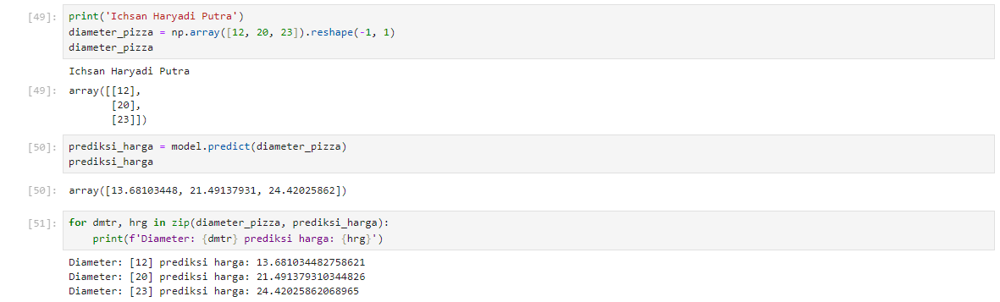 [49]: print('Ichsan Haryadi Putra')
diameter_pizza = np.array([12, 20, 23]).reshape(-1, 1)
diameter_pizza
Ichsan Haryadi Putra
[49]: array([[12],
       [20],
       [23]])
[50]: prediksi_harga = model.predict(diameter_pizza)
prediksi_harga
[50]: array([13.68103448, 21.49137931, 24.42025862])
[51]: for dmtr, hrg in zip(diameter_pizza, prediksi_harga):
    print(f'Diameter: {dmtr} prediksi harga: {hrg}')
Diameter: [12] prediksi harga: 13.681034482758621
Diameter: [20] prediksi harga: 21.491379310344826
Diameter: [23] prediksi harga: 24.42025862068965